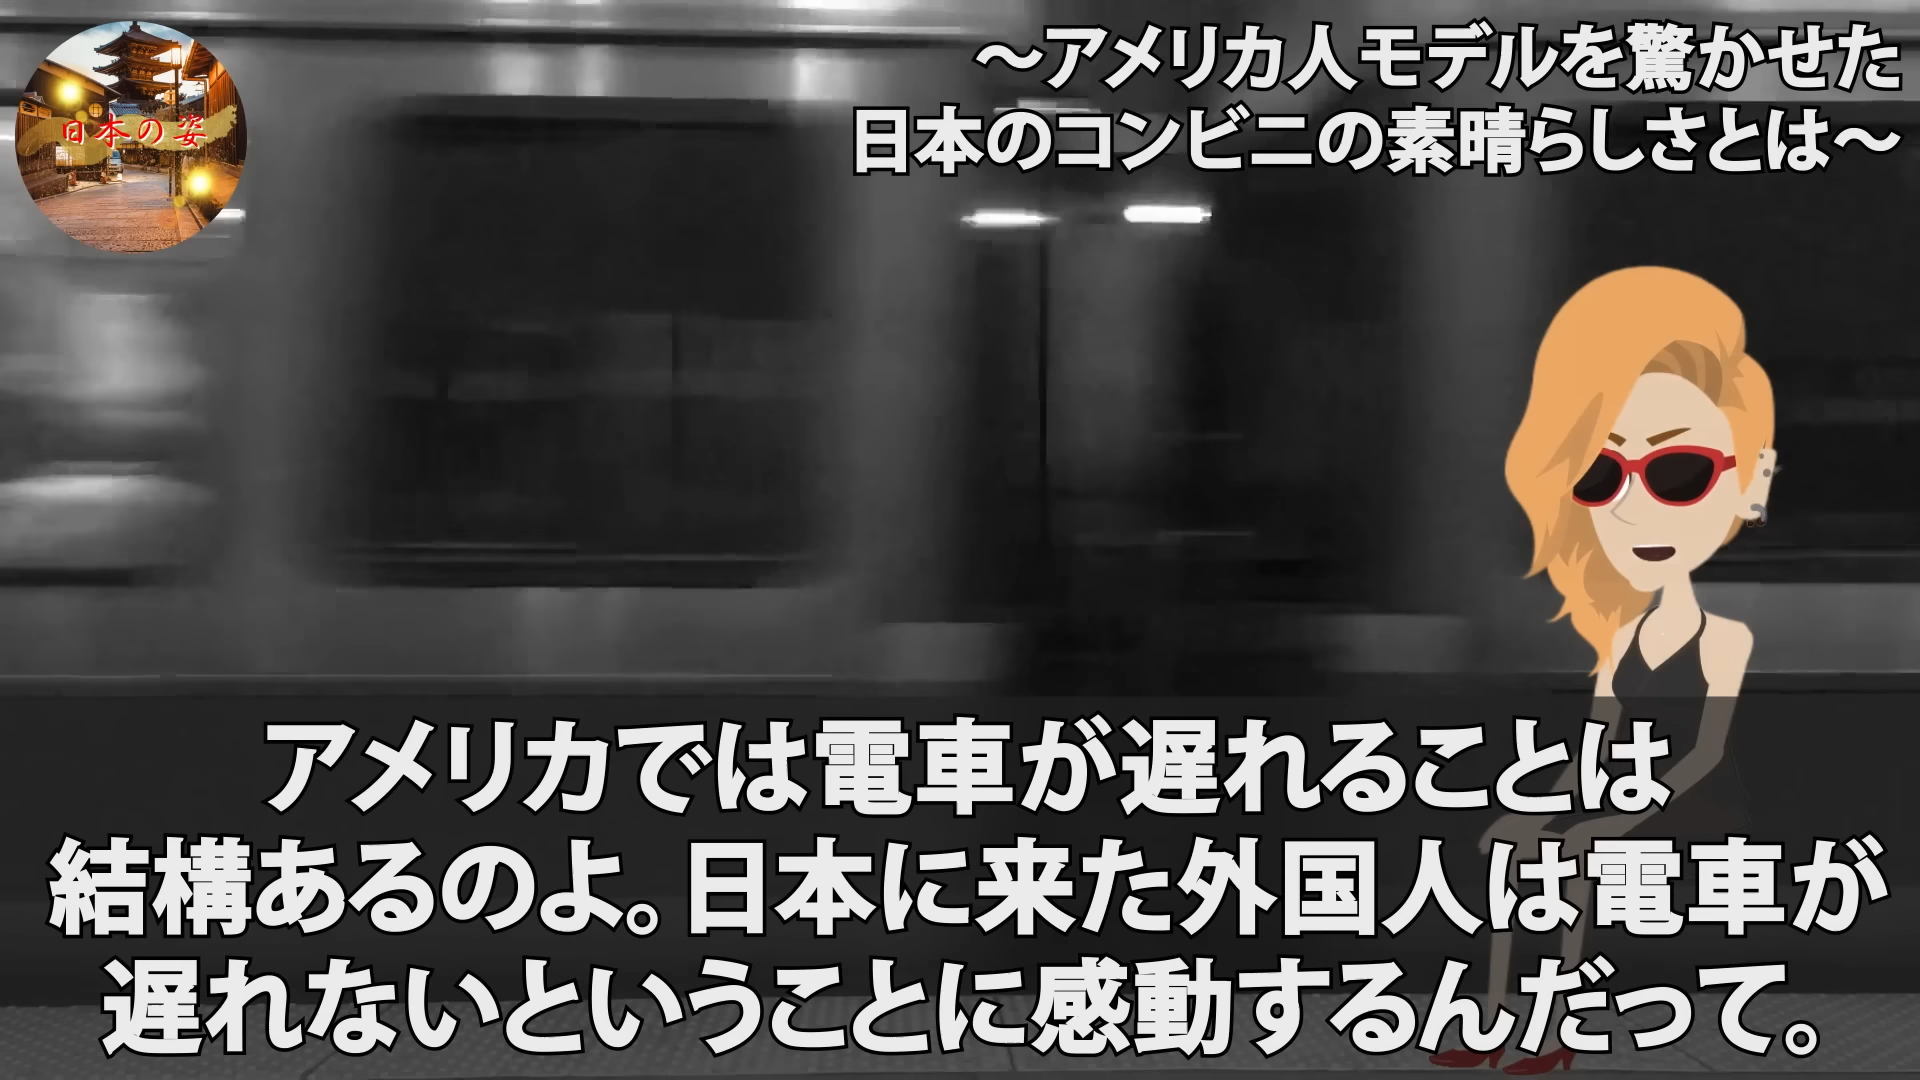 日本の姿
〜アメリカ人モデルを驚かせた
日本のコンビニの素晴らしさとは〜
アメリカでは電車が遅れることは
結構あるのよ。日本に来た外国人は電車が
遅れないということに感動するんだって。